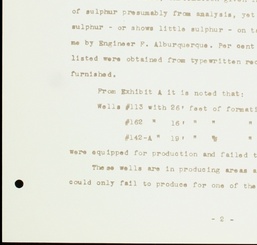 of sulphur presumably from analysis, yet
sulphur - or shows little sulphur - on t
me by Engineer F. Alburquerque. Per cent
listed were obtained from typewritten rec
furnished.
From Exhibit A it is noted that:
Wells #113 with 26' feet of formati
#162 " 16' " " "
#142-A " 19' " " "
were equipped for production and failed t
These wells are in producing areas a
could only fail to produce for one of the
- 2 -